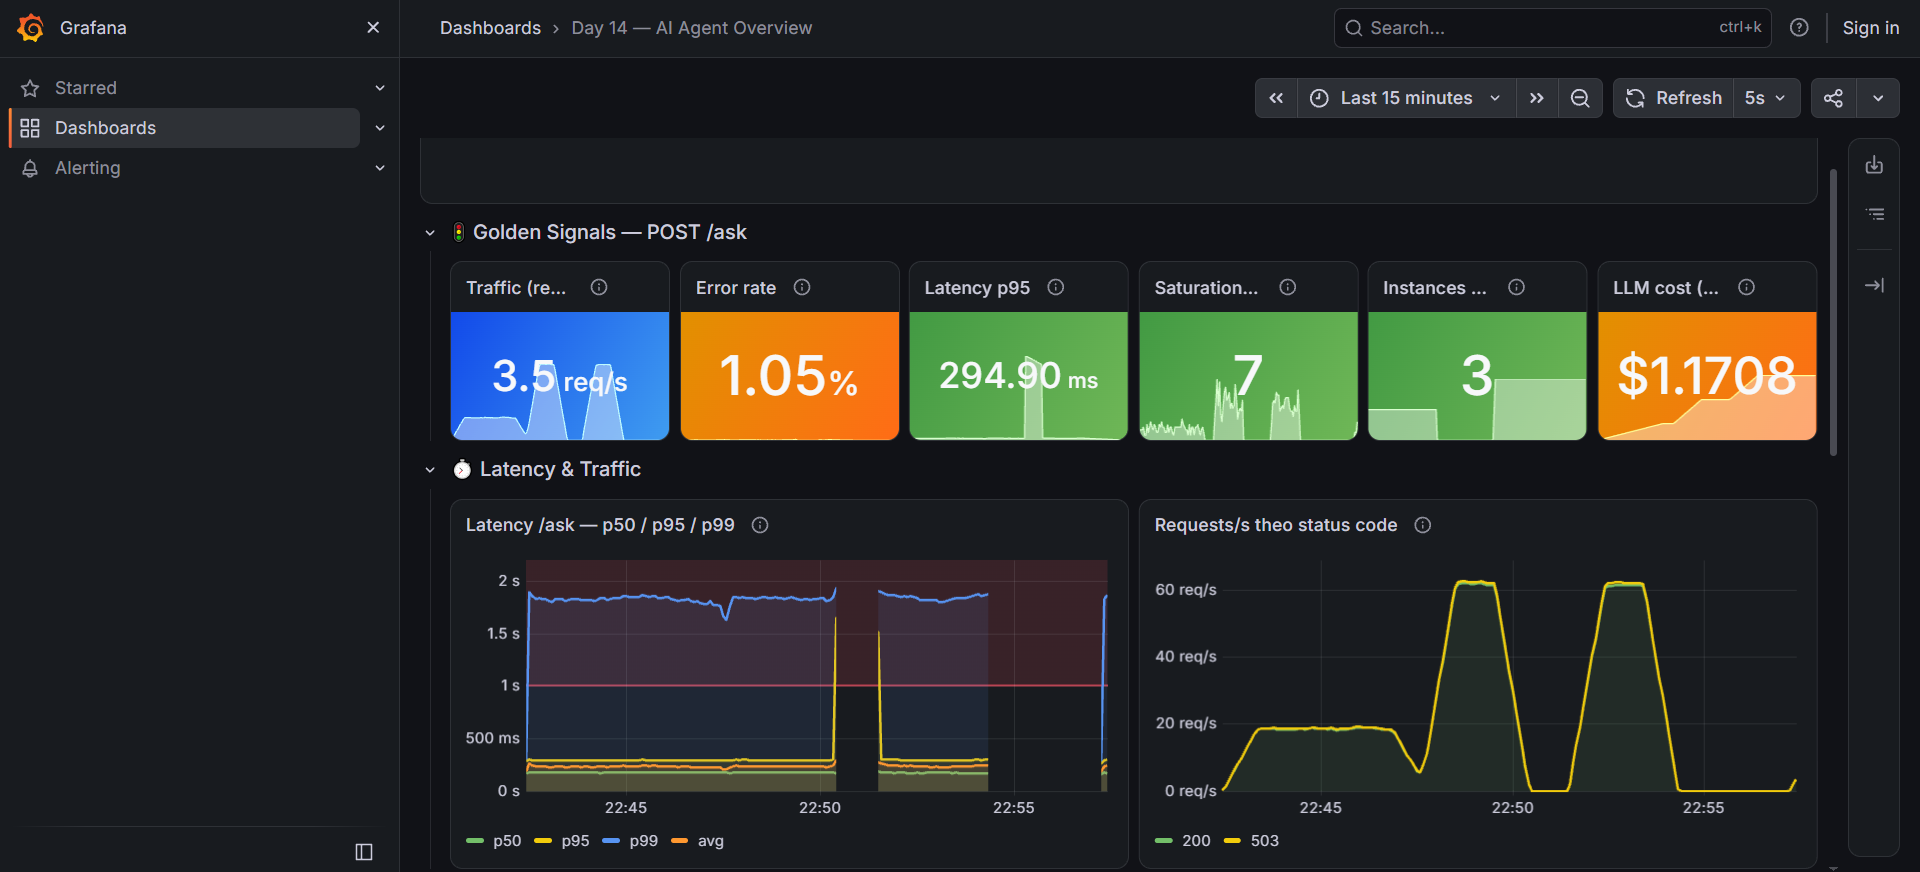 Grafana
Dashboards › Day 14 — AI Agent Overview
Search... ctrl+k
Sign in
Starred
Dashboards
Alerting
Last 15 minutes
Refresh
5s
Golden Signals — POST /ask
Traffic (re...
Error rate
Latency p95
Saturation...
Instances ...
LLM cost (...
3.5 req/s
1.05%
294.90 ms
7
3
$1.1708
Latency & Traffic
Latency /ask — p50 / p95 / p99
2 s
1.5 s
1 s
500 ms
0 s
22:45
22:50
22:55
p50
p95
p99
avg
Requests/s theo status code
60 req/s
40 req/s
20 req/s
0 req/s
22:45
22:50
22:55
200
503